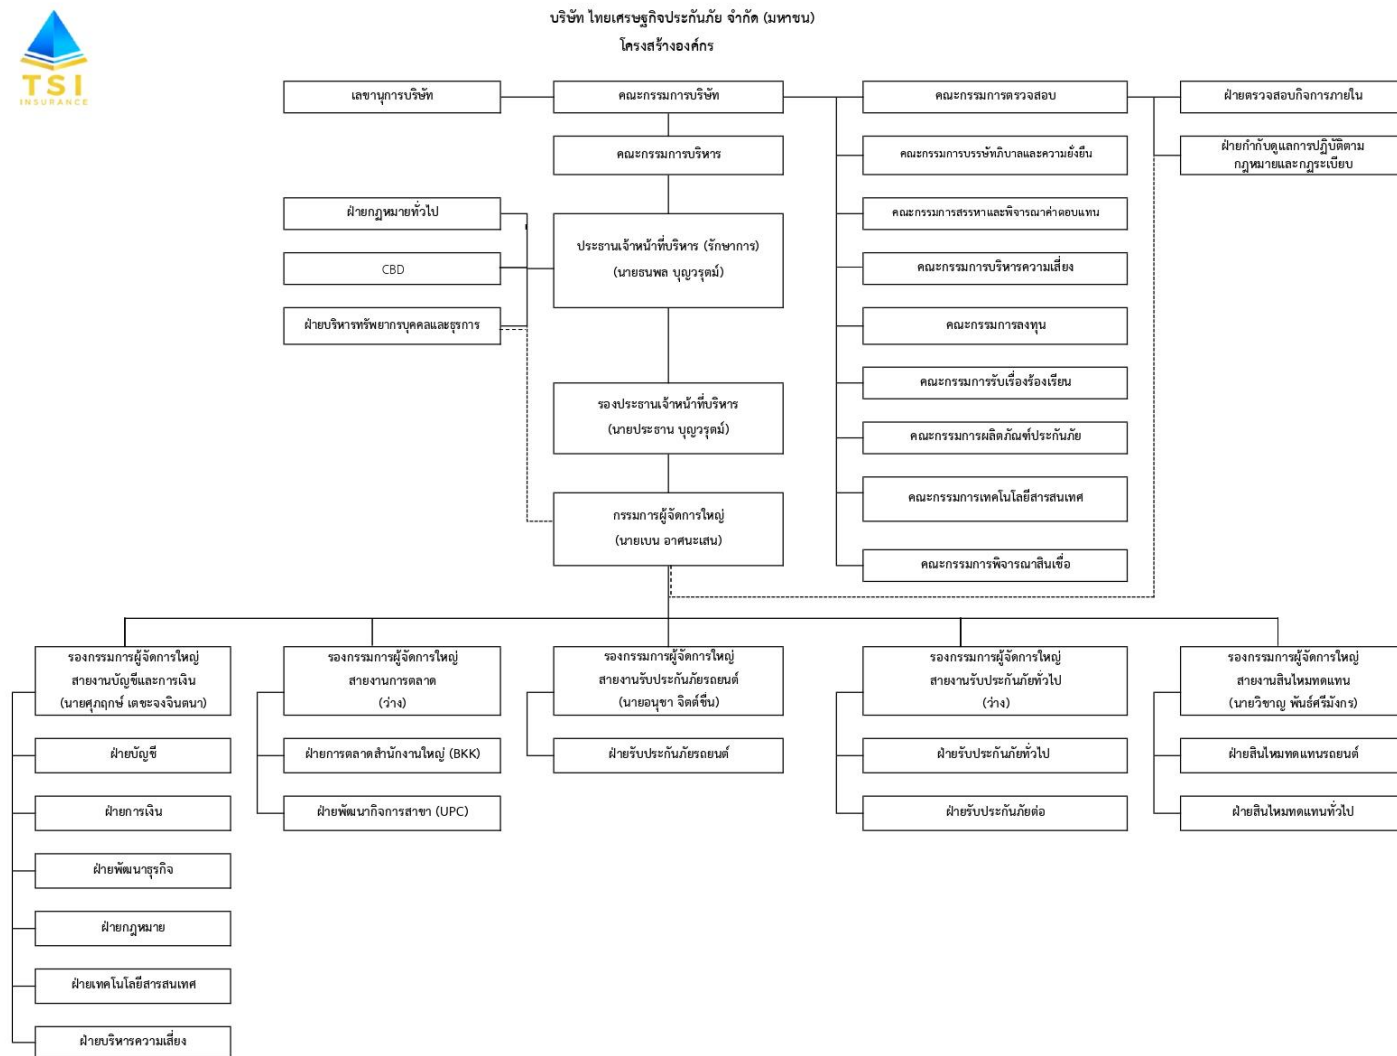 บริษัท ไทยเศรษฐกิจประกันภัย จำกัด (มหาชน)
โครงสร้างองค์กร
TSI
INSURANCE
เลขานุการบริษัท
คณะกรรมการบริษัท
คณะกรรมการตรวจสอบ
ฝ่ายตรวจสอบกิจการภายใน
คณะกรรมการบริหาร
คณะกรรมการบรรษัทภิบาลและความยั่งยืน
ฝ่ายกำกับดูแลการปฏิบัติตาม
กฎหมายและกฎระเบียบ
ฝ่ายกฎหมายทั่วไป
คณะกรรมการสรรหาและพิจารณาค่าตอบแทน
ประธานเจ้าหน้าที่บริหาร (รักษาการ)
(นายธนพล บุญวรุตม์)
CBD
คณะกรรมการบริหารความเสี่ยง
ฝ่ายบริหารทรัพยากรบุคคลและธุรการ
คณะกรรมการลงทุน
คณะกรรมการรับเรื่องร้องเรียน
รองประธานเจ้าหน้าที่บริหาร
(นายประธาน บุญวรุตม์)
คณะกรรมการผลิตภัณฑ์ประกันภัย
คณะกรรมการเทคโนโลยีสารสนเทศ
กรรมการผู้จัดการใหญ่
(นายเบน อาศนะเสน)
คณะกรรมการพิจารณาสินเชื่อ
รองกรรมการผู้จัดการใหญ่
สายงานบัญชีและการเงิน
(นายศุภฤกษ์ เตชะจงจินตนา)
รองกรรมการผู้จัดการใหญ่
สายงานการตลาด
(ว่าง)
รองกรรมการผู้จัดการใหญ่
สายงานรับประกันภัยรถยนต์
(นายอนุชา จิตต์ชื่น)
รองกรรมการผู้จัดการใหญ่
สายงานรับประกันภัยทั่วไป
(ว่าง)
รองกรรมการผู้จัดการใหญ่
สายงานสินไหมทดแทน
(นายวิชาญ พันธ์ศรีมังกร)
ฝ่ายบัญชี
ฝ่ายการตลาดสำนักงานใหญ่ (BKK)
ฝ่ายรับประกันภัยรถยนต์
ฝ่ายรับประกันภัยทั่วไป
ฝ่ายสินไหมทดแทนรถยนต์
ฝ่ายการเงิน
ฝ่ายพัฒนากิจการสาขา (UPC)
ฝ่ายรับประกันภัยต่อ
ฝ่ายสินไหมทดแทนทั่วไป
ฝ่ายพัฒนาธุรกิจ
ฝ่ายกฎหมาย
ฝ่ายเทคโนโลยีสารสนเทศ
ฝ่ายบริหารความเสี่ยง